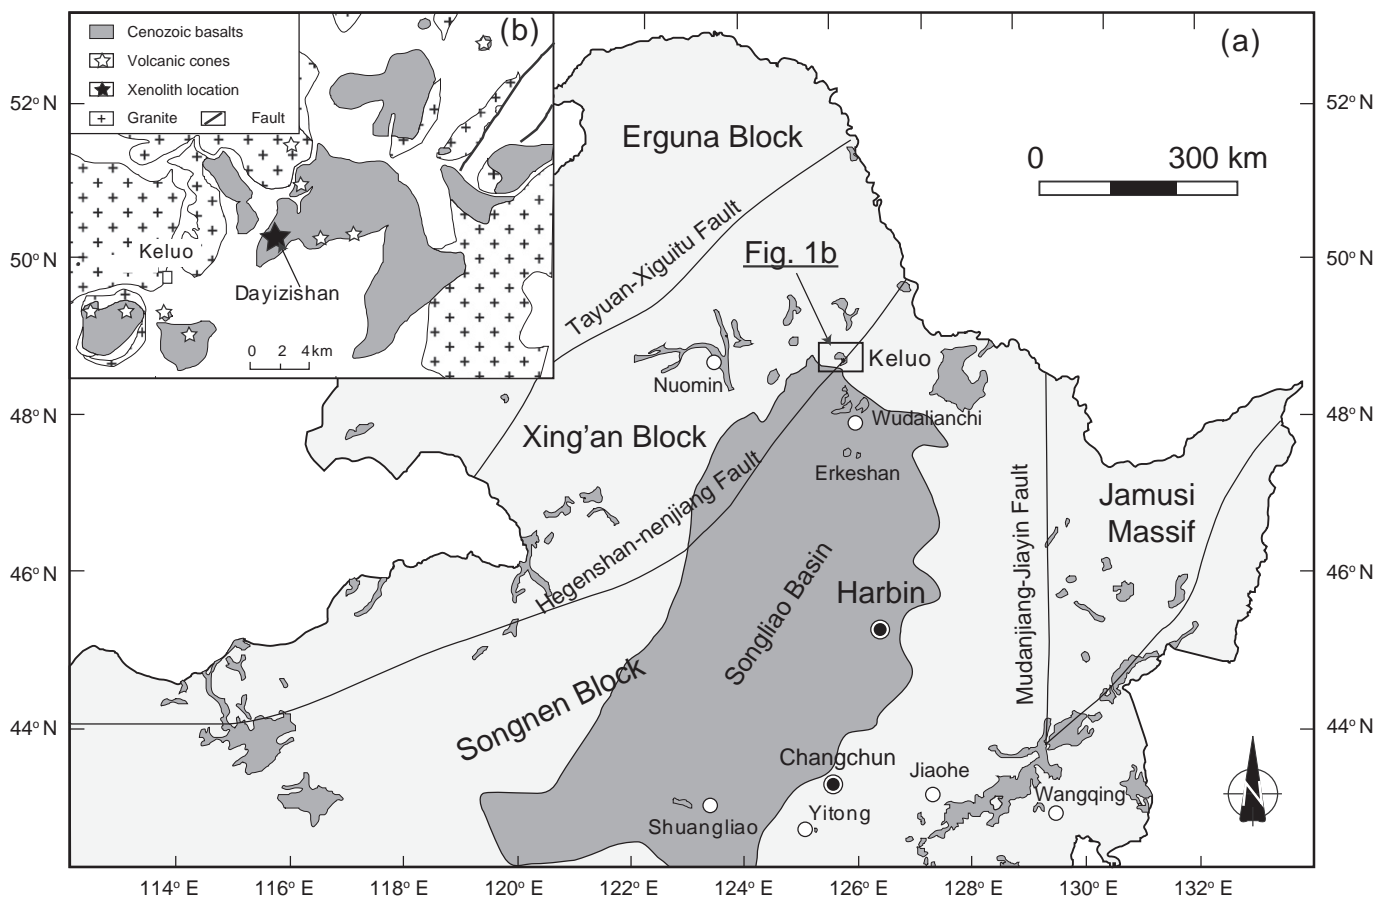 Cenozoic basalts
Volcanic cones
Xenolith location
Granite
Fault
(b)
(a)
Keluo
Dayizishan
0 2 4km
52° N
50° N
48° N
46° N
44° N
52° N
50° N
48° N
46° N
44° N
Erguna Block
0 300 km
Tayuan-Xiguitu Fault
Fig. 1b
Keluo
Nuomin
Wudalianchi
Xing'an Block
Erkeshan
Hegenshan-nenjiang Fault
Jamusi
Massif
Mudanjiang-Jiayin Fault
Songliao Basin
Harbin
Songnen Block
Changchun
Jiaohe
Wangqing
Yitong
Shuangliao
N
114° E 116° E 118° E 120° E 122° E 124° E 126° E 128° E 130° E 132° E